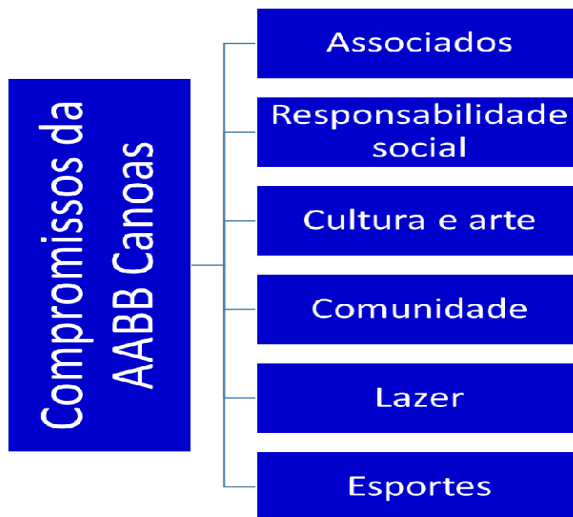 Compromissos da
AABB Canoas
Associados
Responsabilidade
social
Cultura e arte
Comunidade
Lazer
Esportes